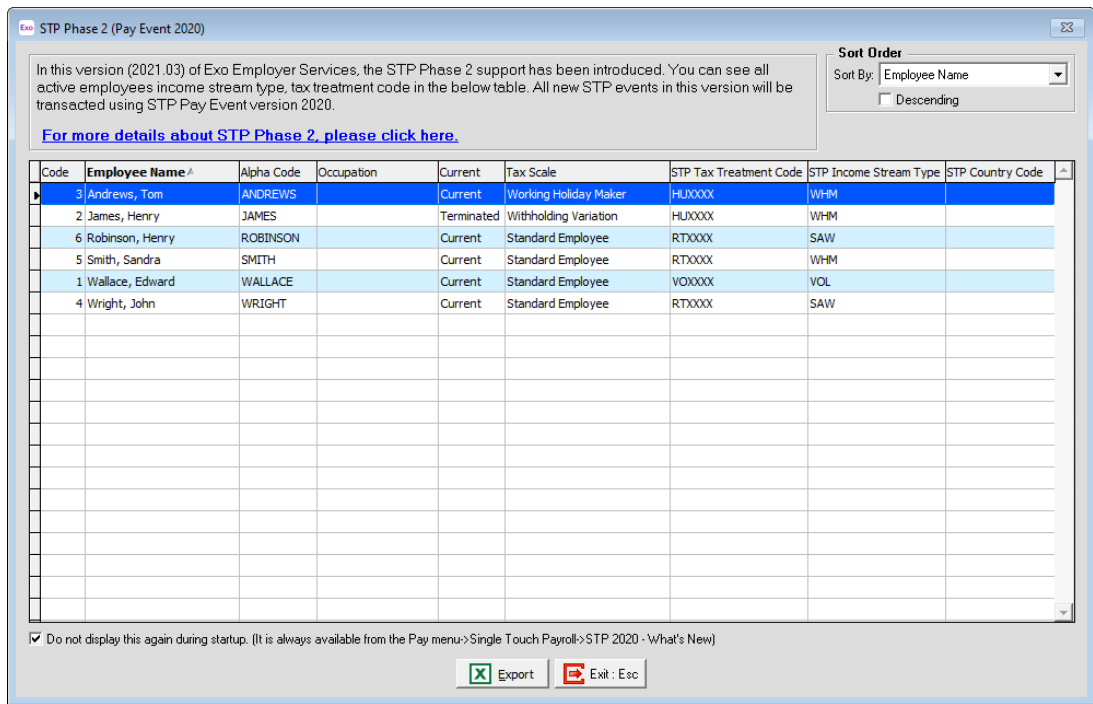 Exo STP Phase 2 (Pay Event 2020)
In this version (2021.03) of Exo Employer Services, the STP Phase 2 support has been introduced. You can see all
active employees income stream type, tax treatment code in the below table. All new STP events in this version will be
transacted using STP Pay Event version 2020.
For more details about STP Phase 2, please click here.
Sort Order
Sort By: Employee Name
Descending
Code Employee Name Alpha Code Occupation Current Tax Scale STP Tax Treatment Code STP Income Stream Type STP Country Code
3 Andrews, Tom ANDREWS Current Working Holiday Maker HUXXXX WHM
2 James, Henry JAMES Terminated Withholding Variation HUXXXX WHM
6 Robinson, Henry ROBINSON Current Standard Employee RTXXXX SAW
5 Smith, Sandra SMITH Current Standard Employee RTXXXX WHM
1 Wallace, Edward WALLACE Current Standard Employee VOXXXX VOL
4 Wright, John WRIGHT Current Standard Employee RTXXXX SAW
Do not display this again during startup. (It is always available from the Pay menu->Single Touch Payroll->STP 2020 - What's New)
Export Exit : Esc